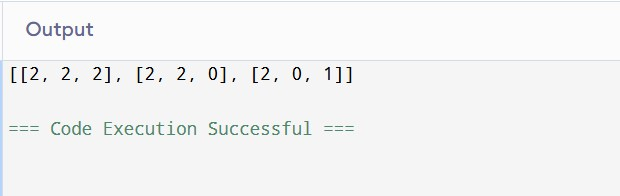 Output
[[2, 2, 2], [2, 2, 0], [2, 0, 1]]
=== Code Execution Successful ===